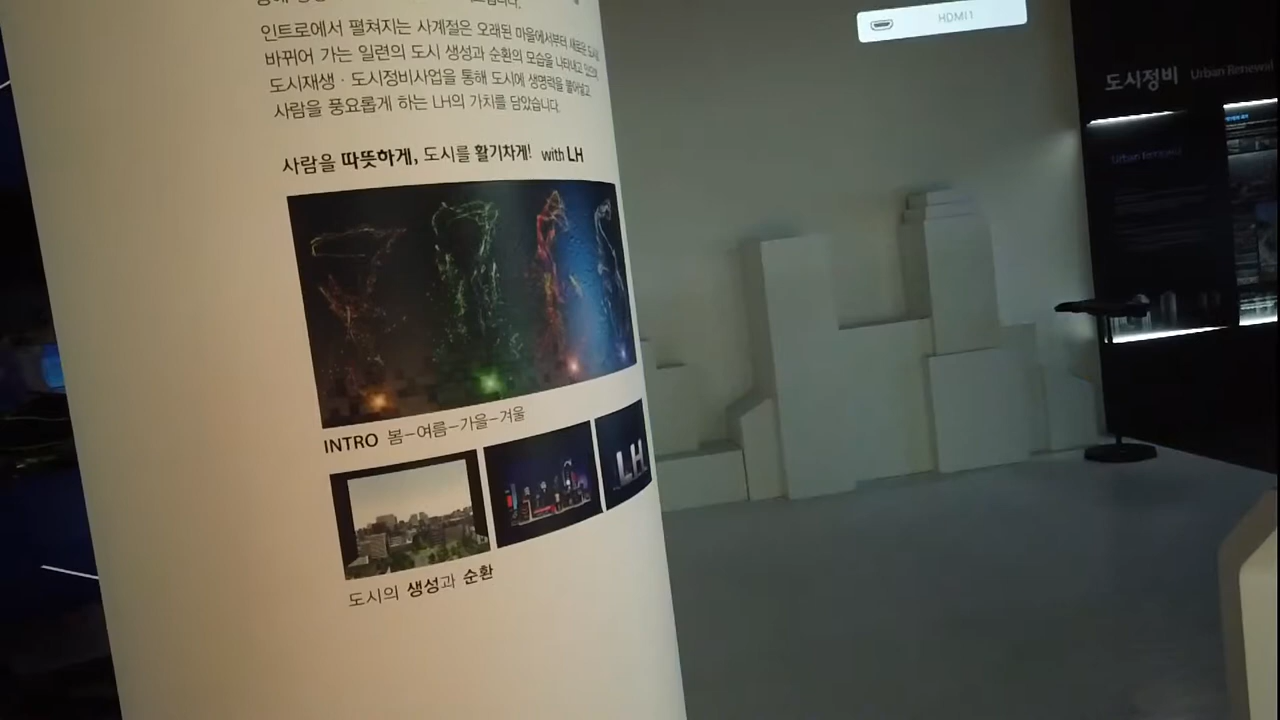 인트로에서 펼쳐지는 사계절은 오래된 마을에서부터 새로운 도시로
바뀌어 가는 일련의 도시 생성과 순환의 모습을 나타내고 있으며,
도시재생 · 도시정비사업을 통해 도시에 생명력을 불어넣고
사람을 풍요롭게 하는 LH의 가치를 담았습니다.
사람을 따뜻하게, 도시를 활기차게! with LH
INTRO 봄-여름-가을-겨울
LH
도시의 생성과 순환
HDMI1
도시정비 Urban Renewal
Urban Renewal